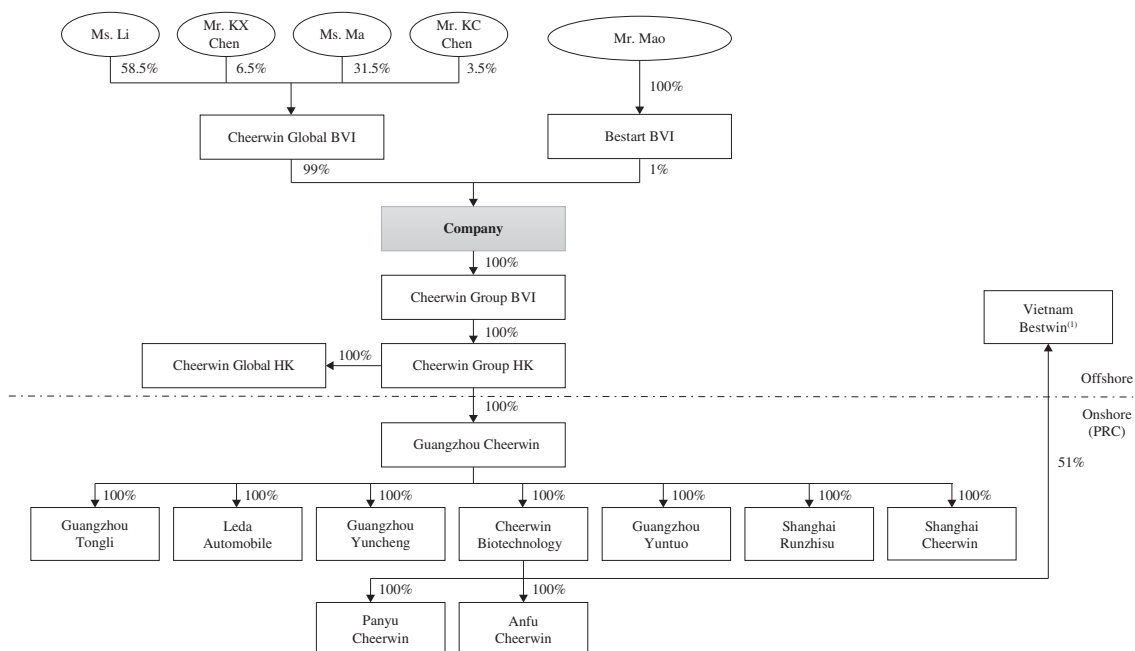 Ms. Li
Mr. KX
Chen
Ms. Ma
Mr. KC
Chen
Mr. Mao
58.5%
6.5%
31.5%
3.5%
100%
Cheerwin Global BVI
Bestart BVI
99%
1%
Company
100%
Cheerwin Group BVI
Vietnam
Bestwin(1)
100%
Cheerwin Global HK
100%
Cheerwin Group HK
Offshore
100%
Onshore
(PRC)
Guangzhou Cheerwin
51%
100%
100%
100%
100%
100%
100%
100%
Guangzhou
Tongli
Leda
Automobile
Guangzhou
Yuncheng
Cheerwin
Biotechnology
Guangzhou
Yuntuo
Shanghai
Runzhisu
Shanghai
Cheerwin
100%
100%
Panyu
Cheerwin
Anfu
Cheerwin